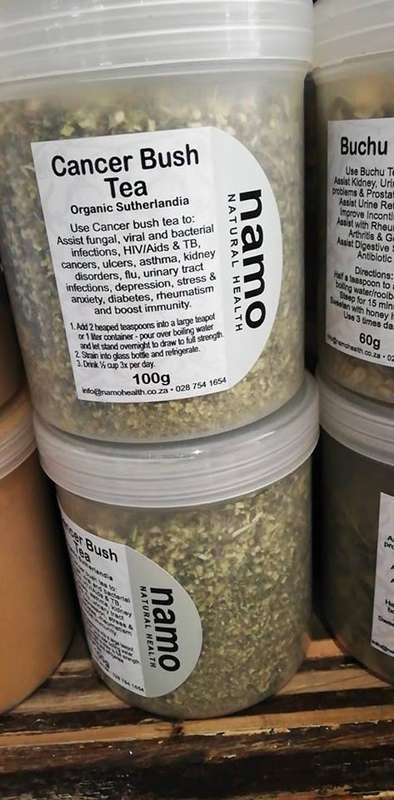 Cancer Bush
Tea
Organic Sutherlandia
Use Cancer bush tea to:
Assist fungal, viral and bacterial
infections, HIV/Aids & TB,
cancers, ulcers, asthma, kidney
disorders, flu, urinary tract
infections, depression, stress &
anxiety, diabetes, rheumatism
and boost immunity.
1. Add 2 heaped teaspoons into a large teapot
or 1 liter container - pour over boiling water
and let stand overnight to draw to full strength.
2. Strain into glass bottle and refrigerate.
3. Drink ½ cup 3x per day.
100g
info@namohealth.co.za • 028 754 1654
namo
NATURAL HEALTH
Buchu
Use Buchu Te
Assist Kidney, Uri
problems & Prosta
Assist Urine Ret
Improve Inconti
Assist with Rheu
Arthritis & G
Assist Digestive
Antibiotic
Directions:
Half a teaspoon to
boiling water/rooib
Steep for 15 min
Sweeten with honey
Use 3 times da
60g
Bush
Tea
namo
NATURAL HEALTH